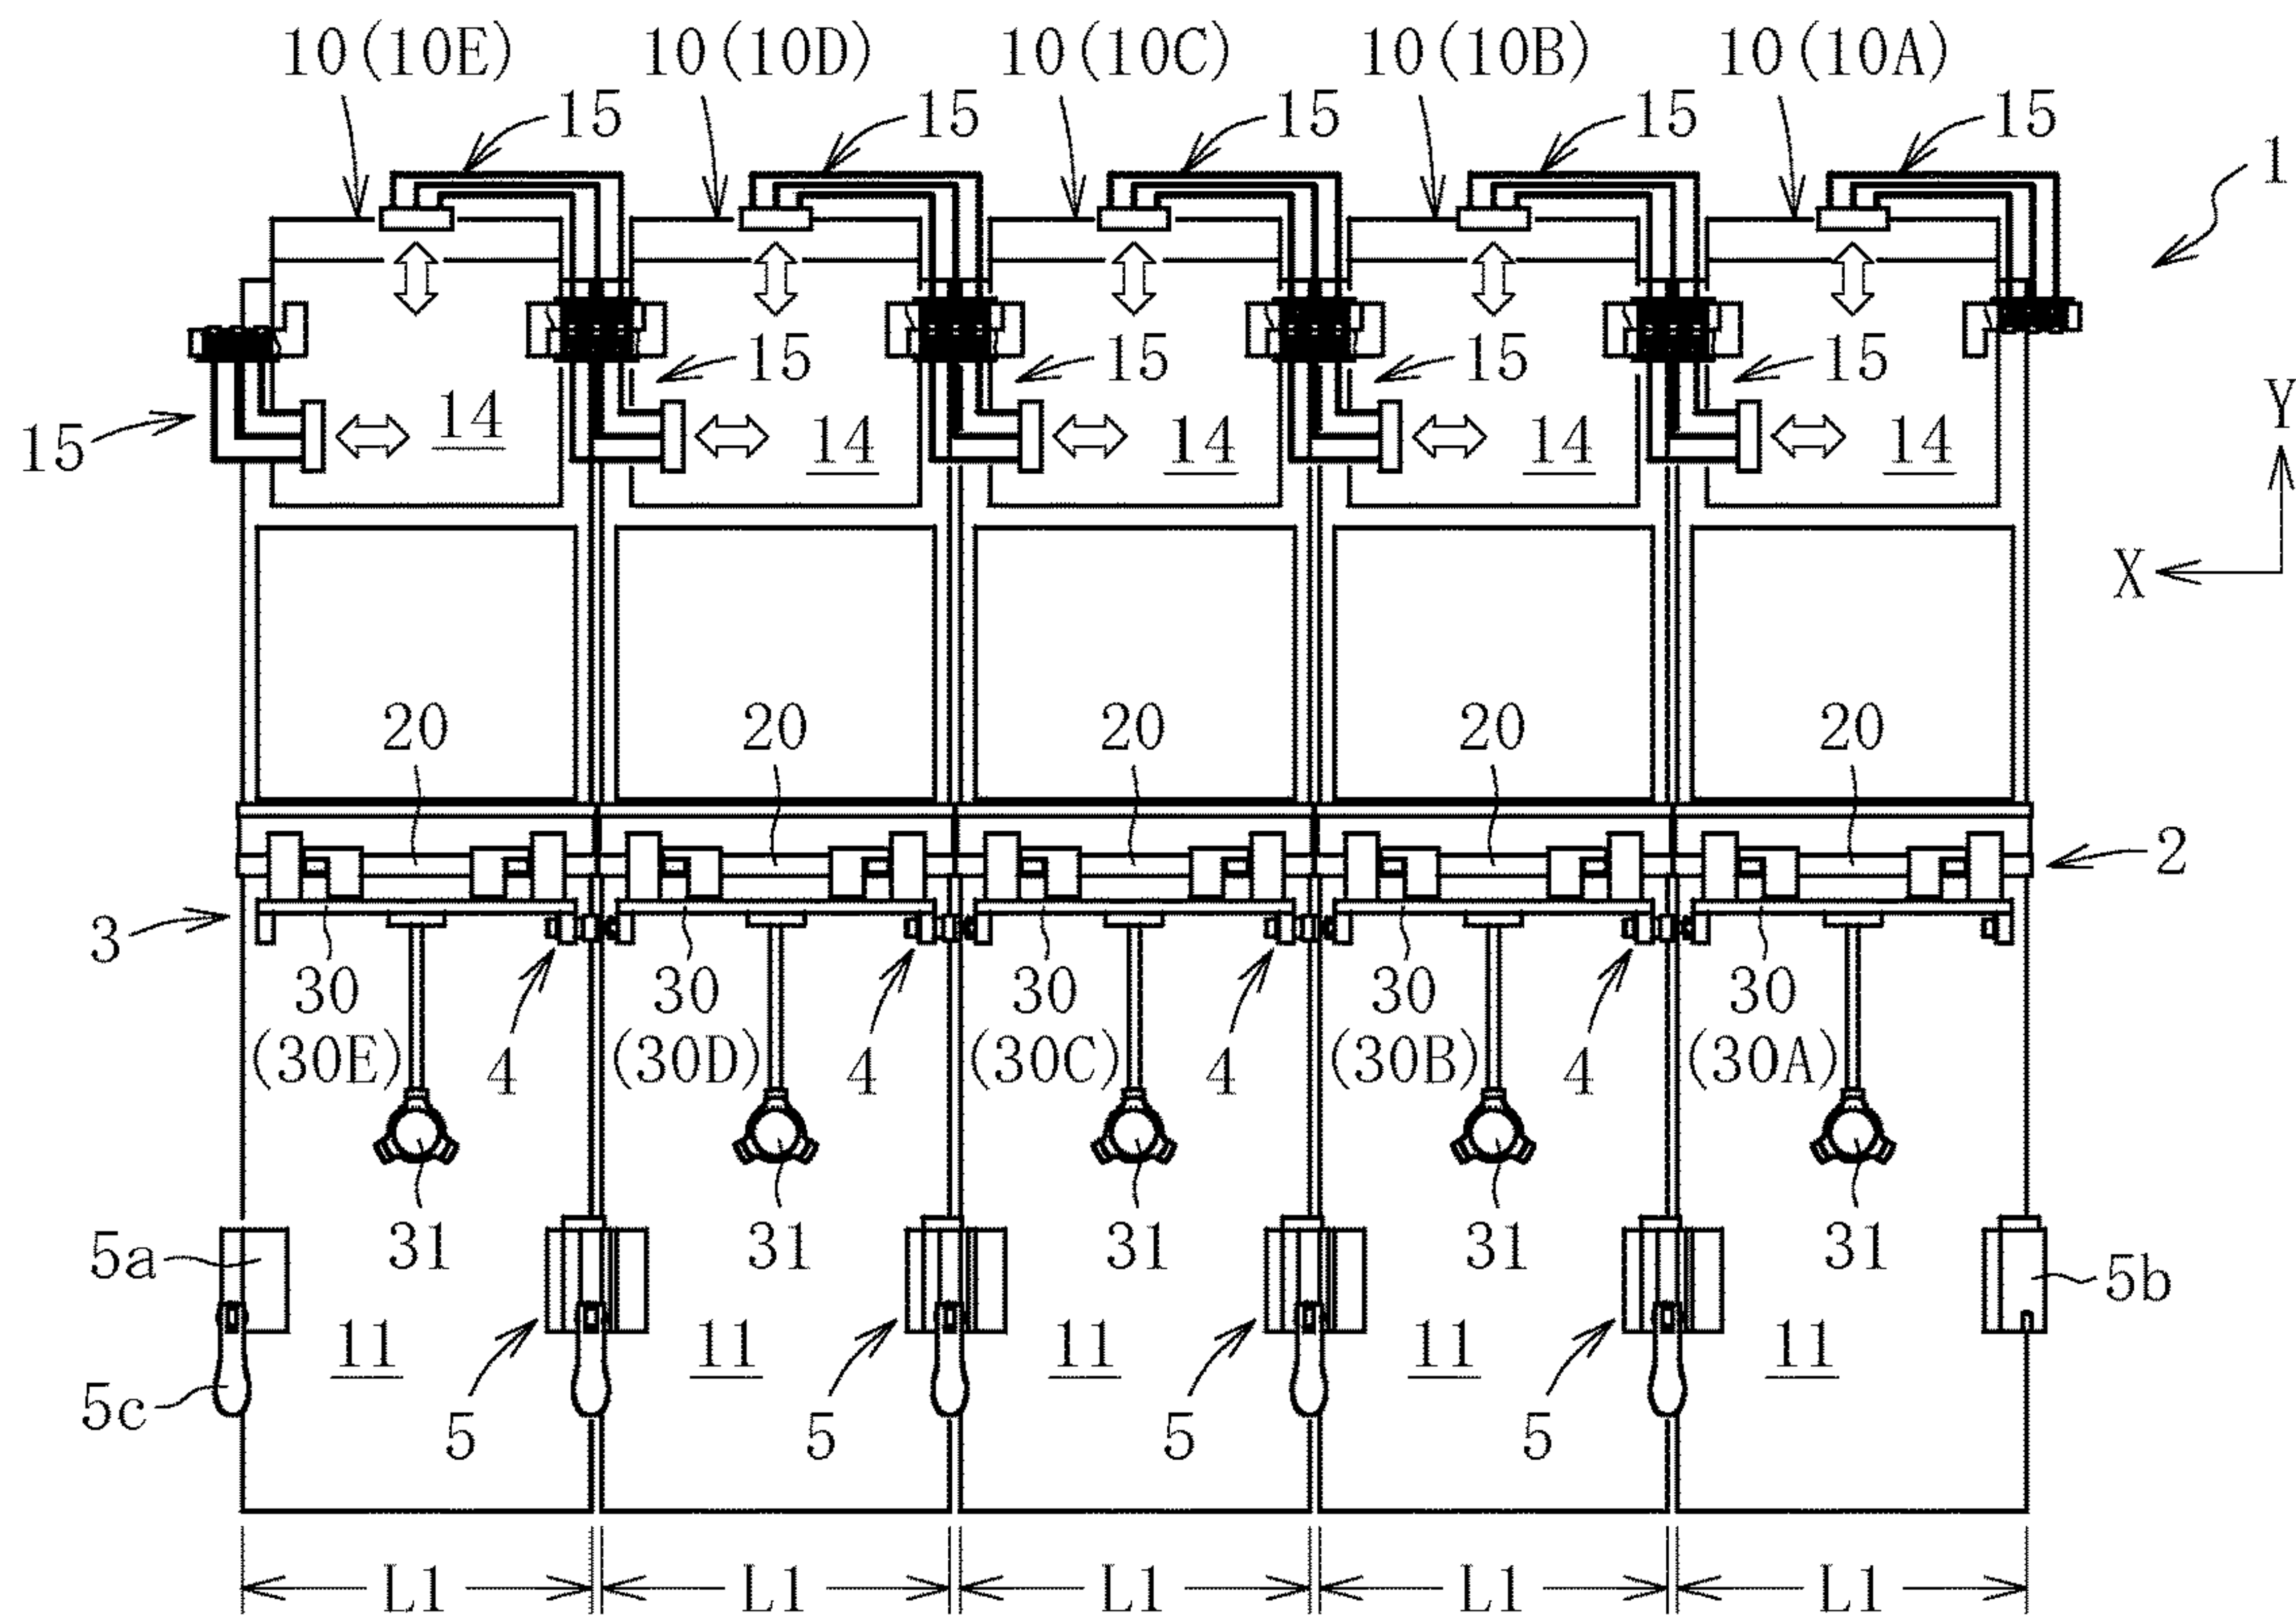 10(10E) 10(10D) 10(10C) 10(10B) 10(10A)
15 15 15 15 15
1
15 15 15 15
15 14 14 14 14 14
Y
X
20 20 20 20 20
2
3
30 30 30 30 30
(30E) 4 (30D) 4 (30C) 4 (30B) 4 (30A)
31 31 31 31 31
5a 5b
11 11 11 11 11
5c 5 5 5 5
L1 L1 L1 L1 L1